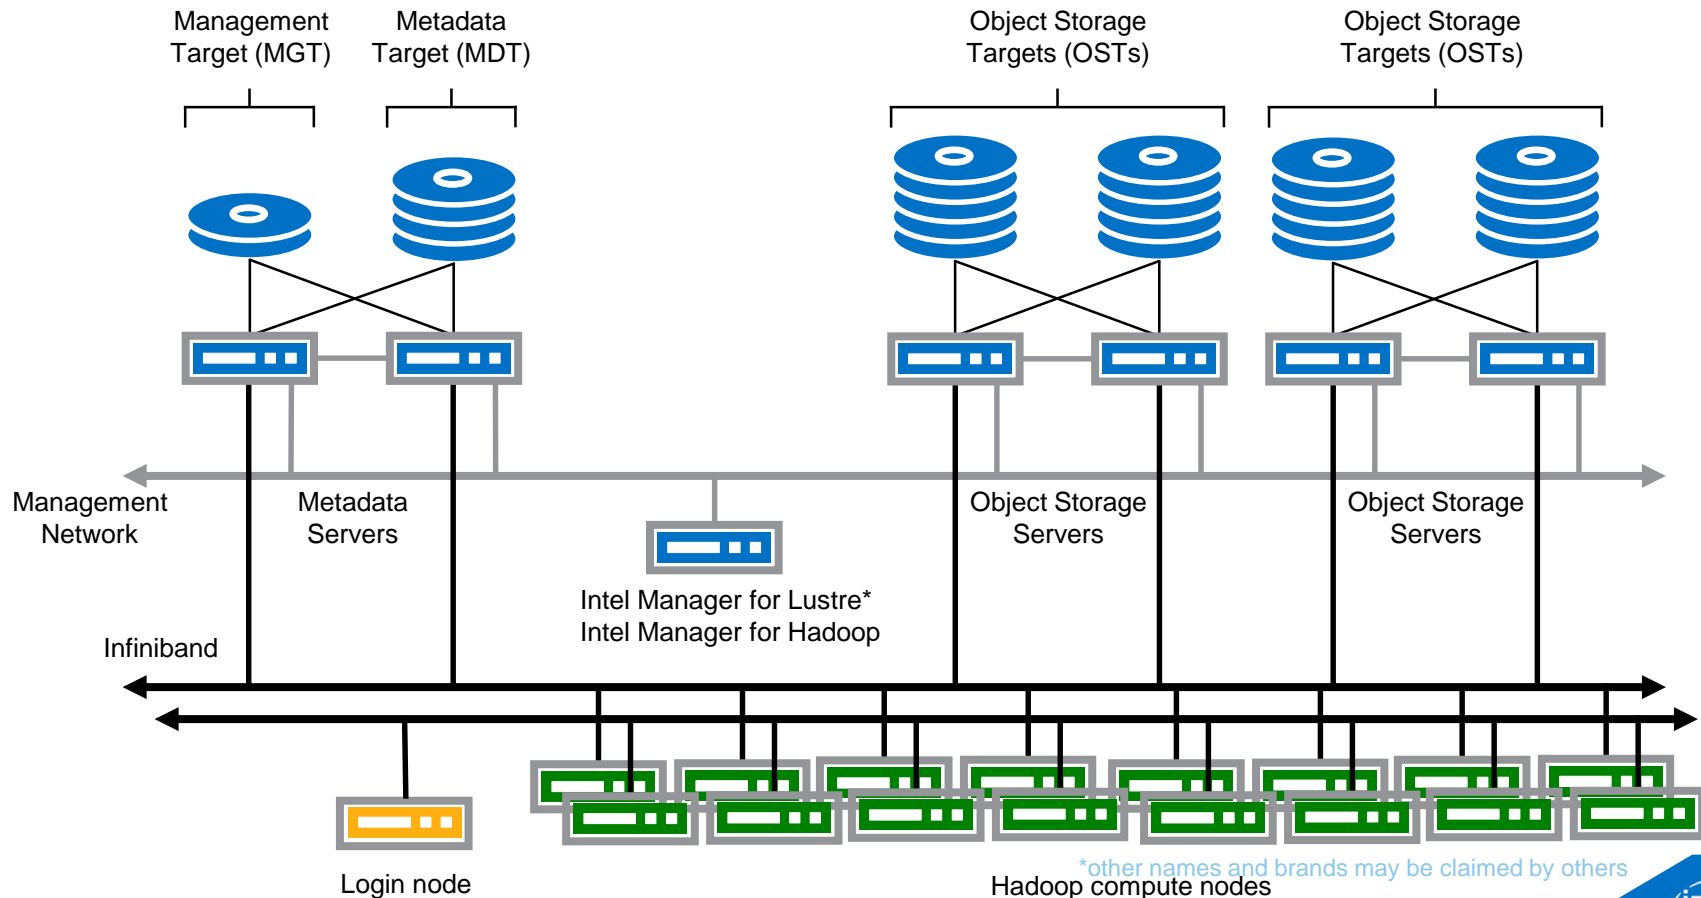 Management
Target (MGT)
Metadata
Target (MDT)
Object Storage
Targets (OSTs)
Object Storage
Targets (OSTs)
Management
Network
Metadata
Servers
Object Storage
Servers
Object Storage
Servers
Intel Manager for Lustre*
Intel Manager for Hadoop
Infiniband
*other names and brands may be claimed by others
Login node
Hadoop compute nodes